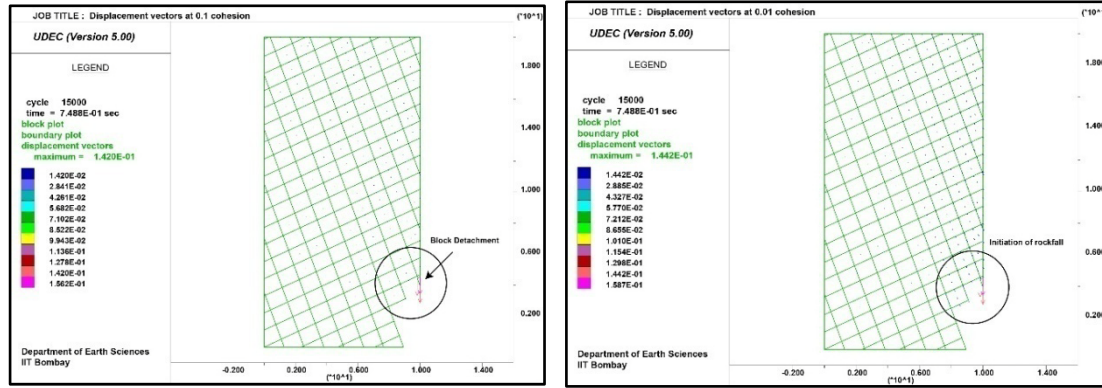 JOB TITLE : Displacement vectors at 0.1 cohesion
(*10^1)
UDEC (Version 5.00)
LEGEND
cycle 15000
time = 7.488E-01 sec
block plot
boundary plot
displacement vectors
maximum = 1.420E-01
1.420E-02
2.841E-02
4.261E-02
5.682E-02
7.102E-02
8.522E-02
9.943E-02
1.136E-01
1.278E-01
1.420E-01
1.562E-01
Department of Earth Sciences
IIT Bombay
Block Detachment
1.800
1.400
1.000
0.600
0.200
-0.200 0.200 0.600 1.000 1.400
(*10^1)
JOB TITLE : Displacement vectors at 0.01 cohesion
(*10^1)
UDEC (Version 5.00)
LEGEND
cycle 15000
time = 7.488E-01 sec
block plot
boundary plot
displacement vectors
maximum = 1.442E-01
1.442E-02
2.885E-02
4.327E-02
5.770E-02
7.212E-02
8.655E-02
1.010E-01
1.154E-01
1.298E-01
1.442E-01
1.587E-01
Department of Earth Sciences
IIT Bombay
Initiation of rockfall
1.800
1.400
1.000
0.600
0.200
-0.200 0.200 0.600 1.000 1.400
(*10^1)